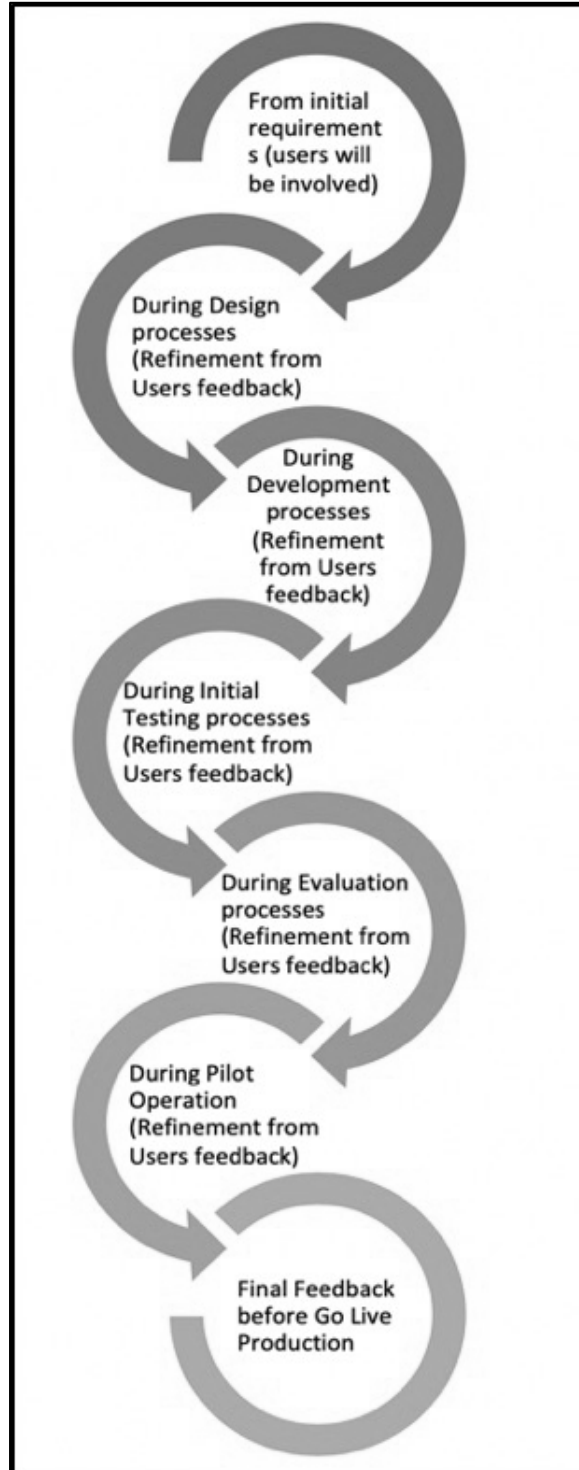 From initial
requirement
s (users will
be involved)
During Design
processes
(Refinement from
Users feedback)
During
Development
processes
(Refinement
from Users
feedback)
During Initial
Testing processes
(Refinement from
Users feedback)
During Evaluation
processes
(Refinement from
Users feedback)
During Pilot
Operation
(Refinement from
Users feedback)
Final Feedback
before Go Live
Production